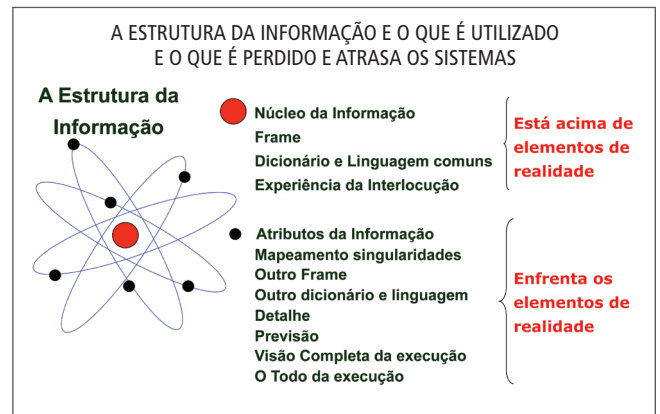 A ESTRUTURA DA INFORMAÇÃO E O QUE É UTILIZADO
E O QUE É PERDIDO E ATRASA OS SISTEMAS
A Estrutura da
Informação
Núcleo da Informação
Frame
Dicionário e Linguagem comuns
Experiência da Interlocução
Está acima de
elementos de
realidade
Atributos da Informação
Mapeamento singularidades
Outro Frame
Outro dicionário e linguagem
Detalhe
Previsão
Visão Completa da execução
O Todo da execução
Enfrenta os
elementos de
realidade